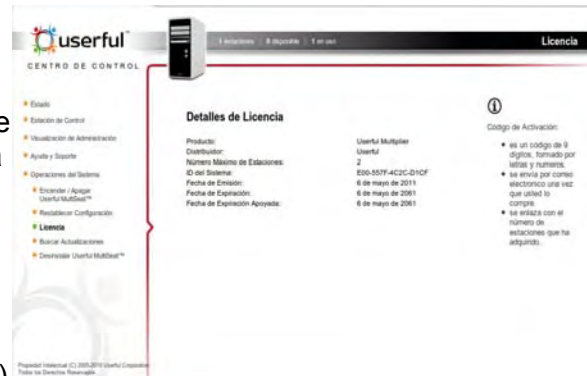 userful
CENTRO DE CONTROL
1 estaciones | 0 disponible | 1 en uso
Licencia
Estado
Estación de Control
Visualización de Administración
Ayuda y Soporte
Operaciones del Sistema
Encender / Apagar
Userful MultiSeat™
Restablecer Configuración
Licencia
Buscar Actualizaciones
Desinstalar Userful MultiSeat™
e
a
)
Detalles de Licencia
Producto: Userful Multiplier
Distribuidor: Userful
Número Máximo de Estaciones: 2
ID del Sistema: E00-557F-4C2C-D1CF
Fecha de Emisión: 6 de mayo de 2011
Fecha de Expiración: 6 de mayo de 2061
Fecha de Expiración Apoyada: 6 de mayo de 2061
Código de Activación:
es un código de 9
dígitos, formado por
letras y numeros.
se envía por correo
electronico una vez
que usted lo
compre.
se enlaza con el
número de
estaciones que ha
adquirido.
Propiedad Intelectual (C) 2005-2010 Userful Corporation
Todos los Derechos Reservados